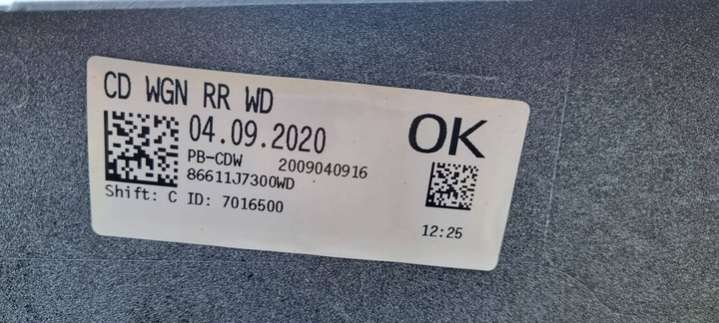 CD WGN RR WD
04.09.2020
OK
PB-CDW 2009040916
86611J7300WD
Shift: C ID: 7016500
12:25